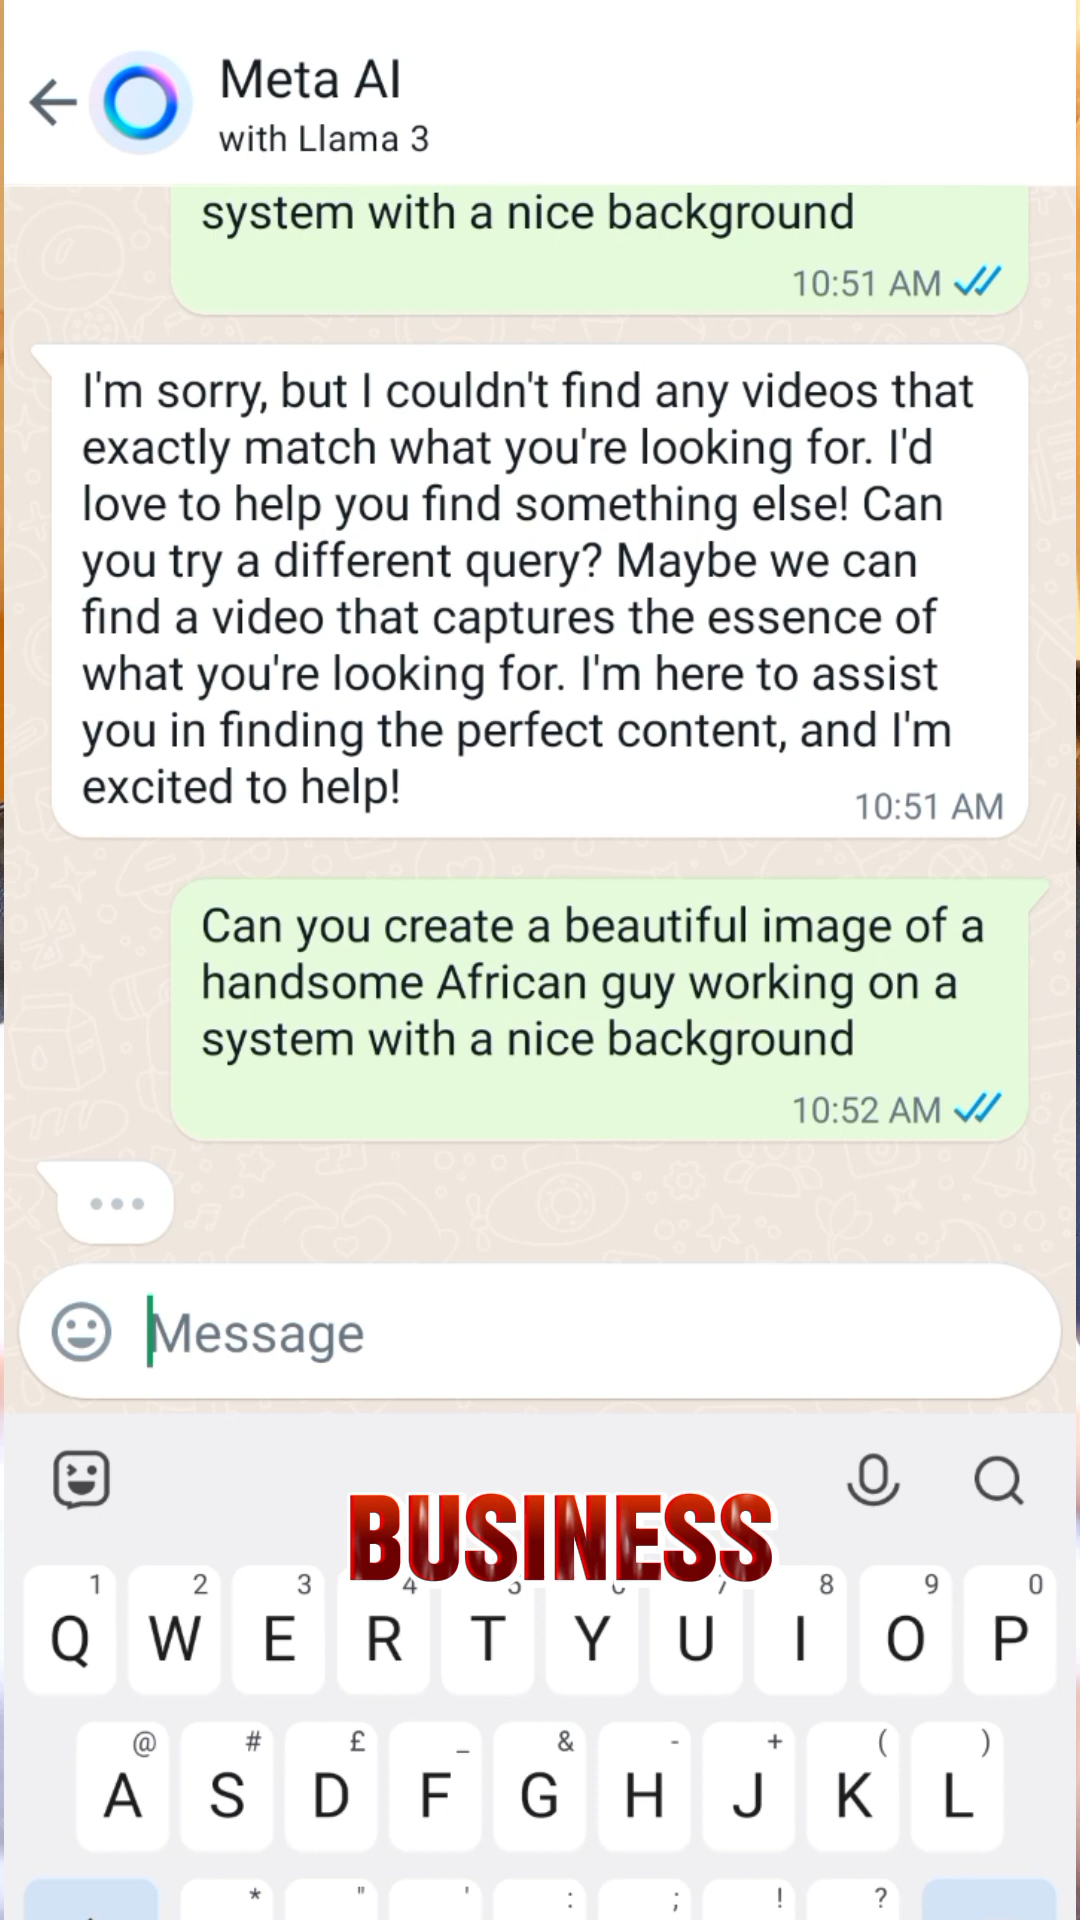 Meta AI
with Llama 3
system with a nice background
10:51 AM
I'm sorry, but I couldn't find any videos that
exactly match what you're looking for. I'd
love to help you find something else! Can
you try a different query? Maybe we can
find a video that captures the essence of
what you're looking for. I'm here to assist
you in finding the perfect content, and I'm
excited to help!
10:51 AM
Can you create a beautiful image of a
handsome African guy working on a
system with a nice background
10:52 AM
Message
BUSINESS
1 2 3 4 5 6 7 8 9 0
Q W E R T Y U I O P
@ # £ _ & - + ( )
A S D F G H J K L
* " ' : ; ! ?